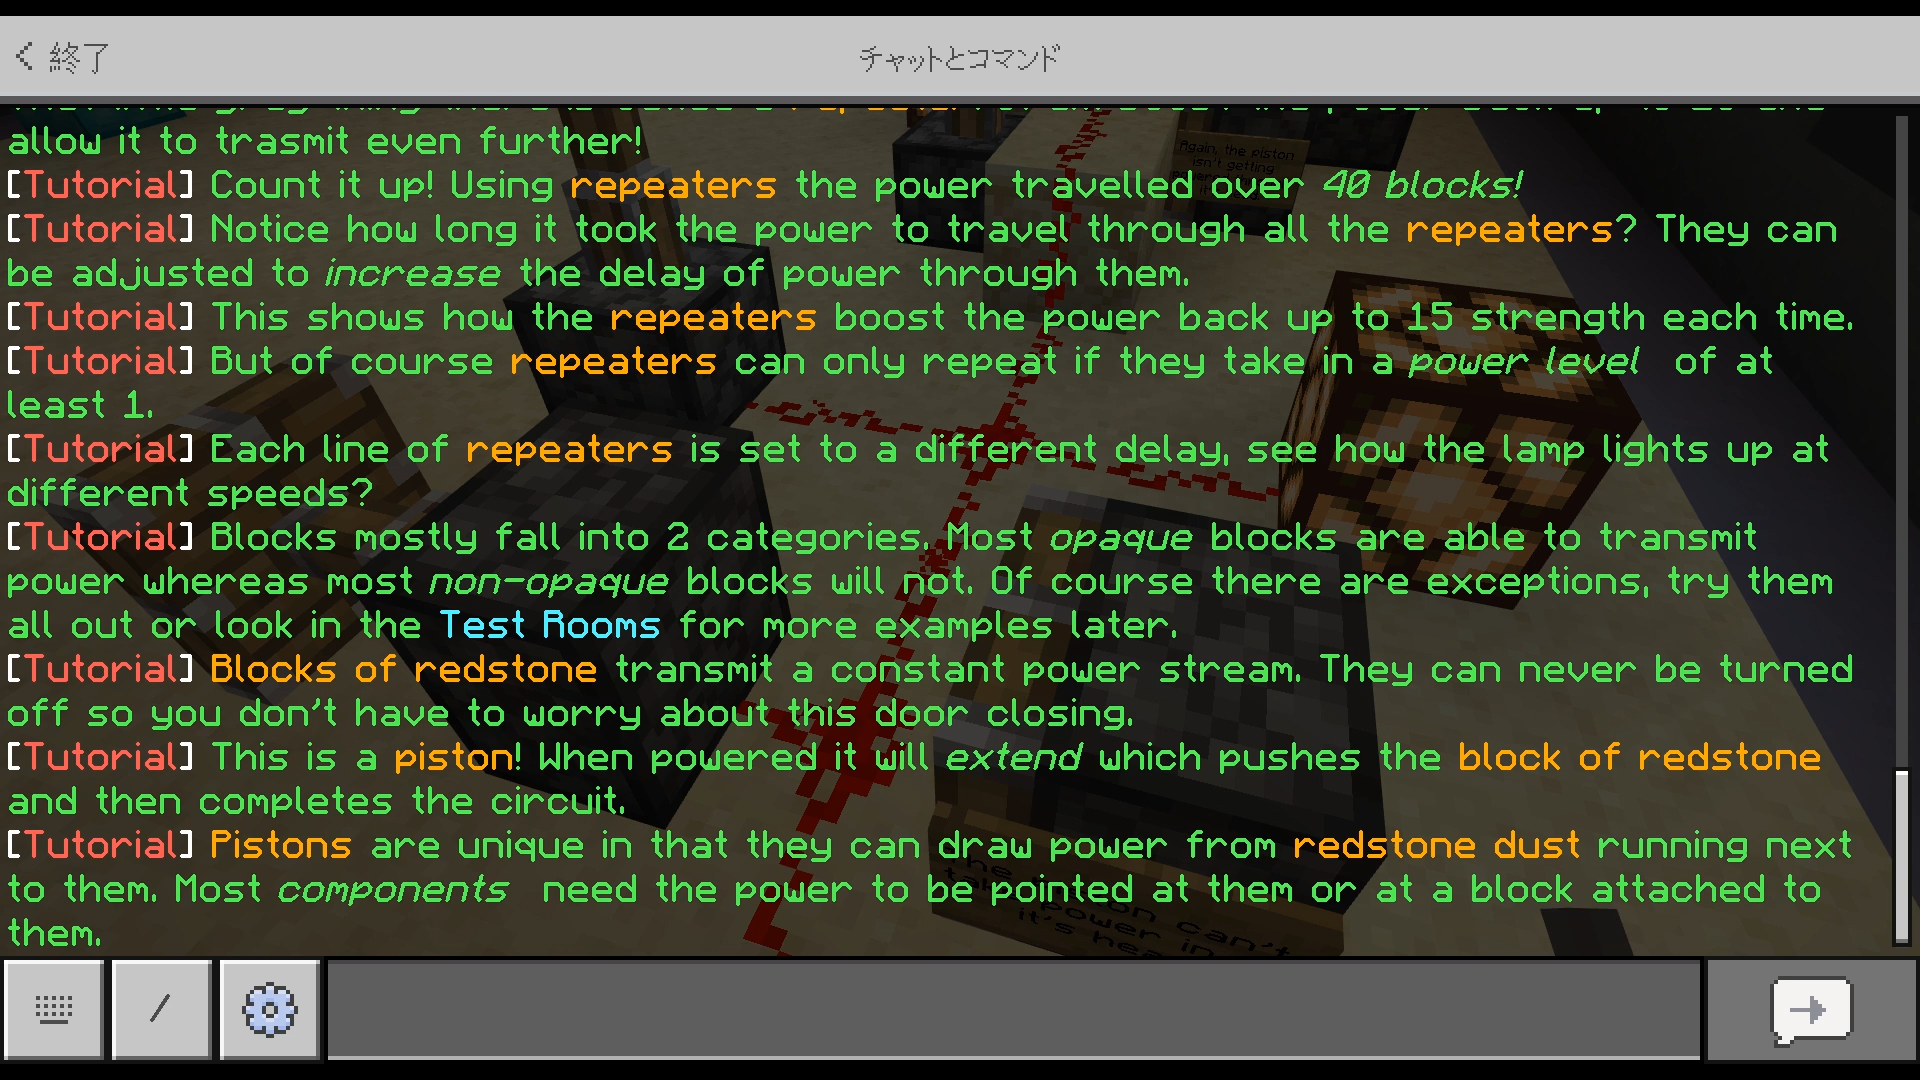 終了
チャットとコマンド
allow it to trasmit even further!
[Tutorial] Count it up! Using repeaters the power travelled over 40 blocks!
[Tutorial] Notice how long it took the power to travel through all the repeaters? They can
be adjusted to increase the delay of power through them.
[Tutorial] This shows how the repeaters boost the power back up to 15 strength each time.
[Tutorial] But of course repeaters can only repeat if they take in a power level of at
least 1.
[Tutorial] Each line of repeaters is set to a different delay, see how the lamp lights up at
different speeds?
[Tutorial] Blocks mostly fall into 2 categories. Most opaque blocks are able to transmit
power whereas most non-opaque blocks will not. Of course there are exceptions, try them
all out or look in the Test Rooms for more examples later.
[Tutorial] Blocks of redstone transmit a constant power stream. They can never be turned
off so you don't have to worry about this door closing.
[Tutorial] This is a piston! When powered it will extend which pushes the block of redstone
and then completes the circuit.
[Tutorial] Pistons are unique in that they can draw power from redstone dust running next
to them. Most components need the power to be pointed at them or at a block attached to
them.
/
Again, the piston
isn't getting
can't
power in
it's